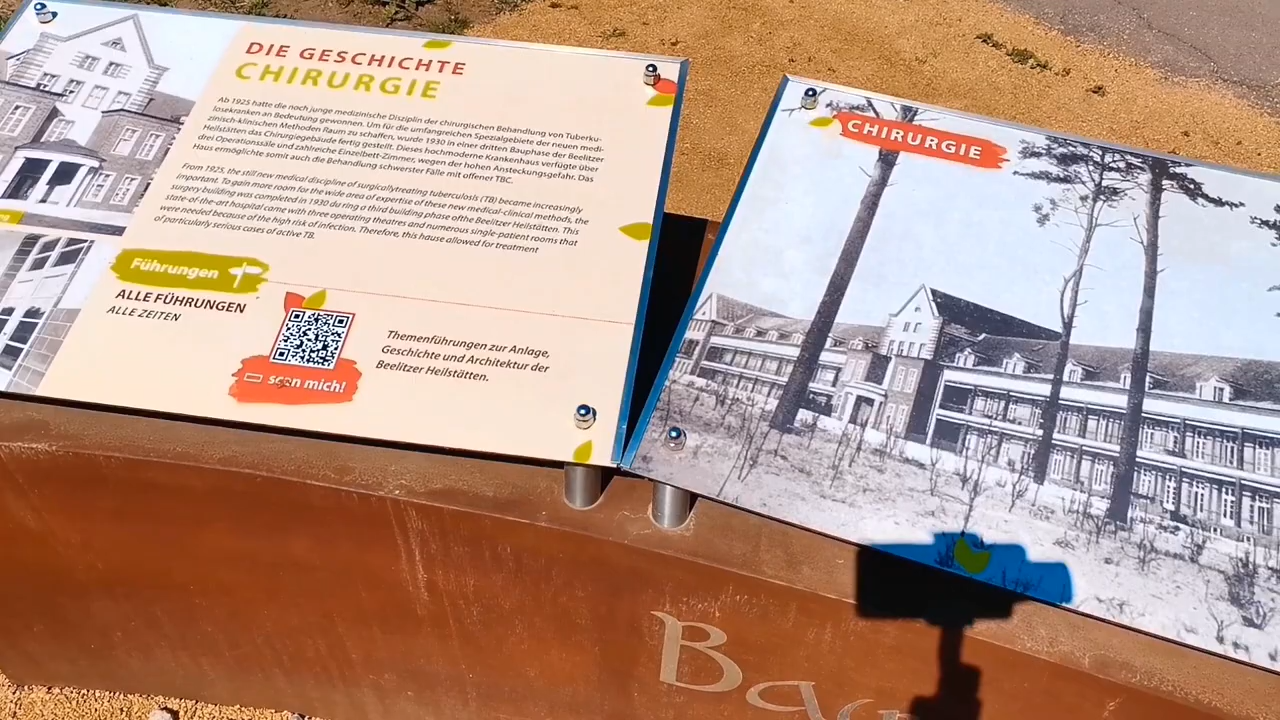 DIE GESCHICHTE
CHIRURGIE
Ab 1925 hatte die noch junge medizinische Disziplin der chirurgischen Behandlung von Tuberku-
losekranken an Bedeutung gewonnen. Um für die umfangreichen Spezialgebiete der neuen medi-
zinisch-klinischen Methoden Raum zu schaffen, wurde 1930 in einer dritten Bauphase der Beelitzer
Heilstätten das Chirurgiegebäude fertig gestellt. Dieses hochmoderne Krankenhaus verfügte über
drei Operationssäle und zahlreiche Einzelbett-Zimmer, wegen der hohen Ansteckungsgefahr. Das
Haus ermöglichte somit auch die Behandlung schwerster Fälle mit offener TBC.
From 1925, the still new medical discipline of surgicallytreating tuberculosis (TB) became increasingly
important. To gain more room for the wide area of expertise of these new medical-clinical methods, the
surgery building was completed in 1930 during a third building phase ofthe Beelitzer Heilstätten. This
state-of-the-art hospital came with three operating theatres and numerous single-patient rooms that
were needed because of the high risk of infection. Therefore, this hause allowed for treatment
of particularly serious cases of active TB.
Führungen
ALLE FÜHRUNGEN
ALLE ZEITEN
scan mich!
Themenführungen zur Anlage,
Geschichte und Architektur der
Beelitzer Heilstätten.
CHIRURGIE